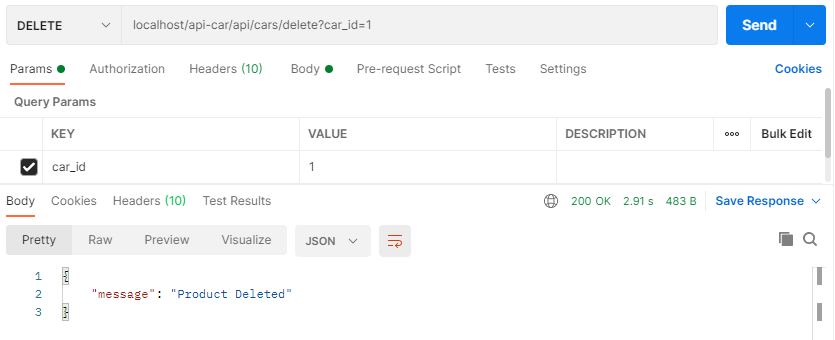 DELETE localhost/api-car/api/cars/delete?car_id=1 Send
Params Authorization Headers (10) Body Pre-request Script Tests Settings Cookies
Query Params
KEY VALUE DESCRIPTION ooo Bulk Edit
car_id 1
Body Cookies Headers (10) Test Results 200 OK 2.91 s 483 B Save Response
Pretty Raw Preview Visualize JSON
1 {
2 "message": "Product Deleted"
3 }